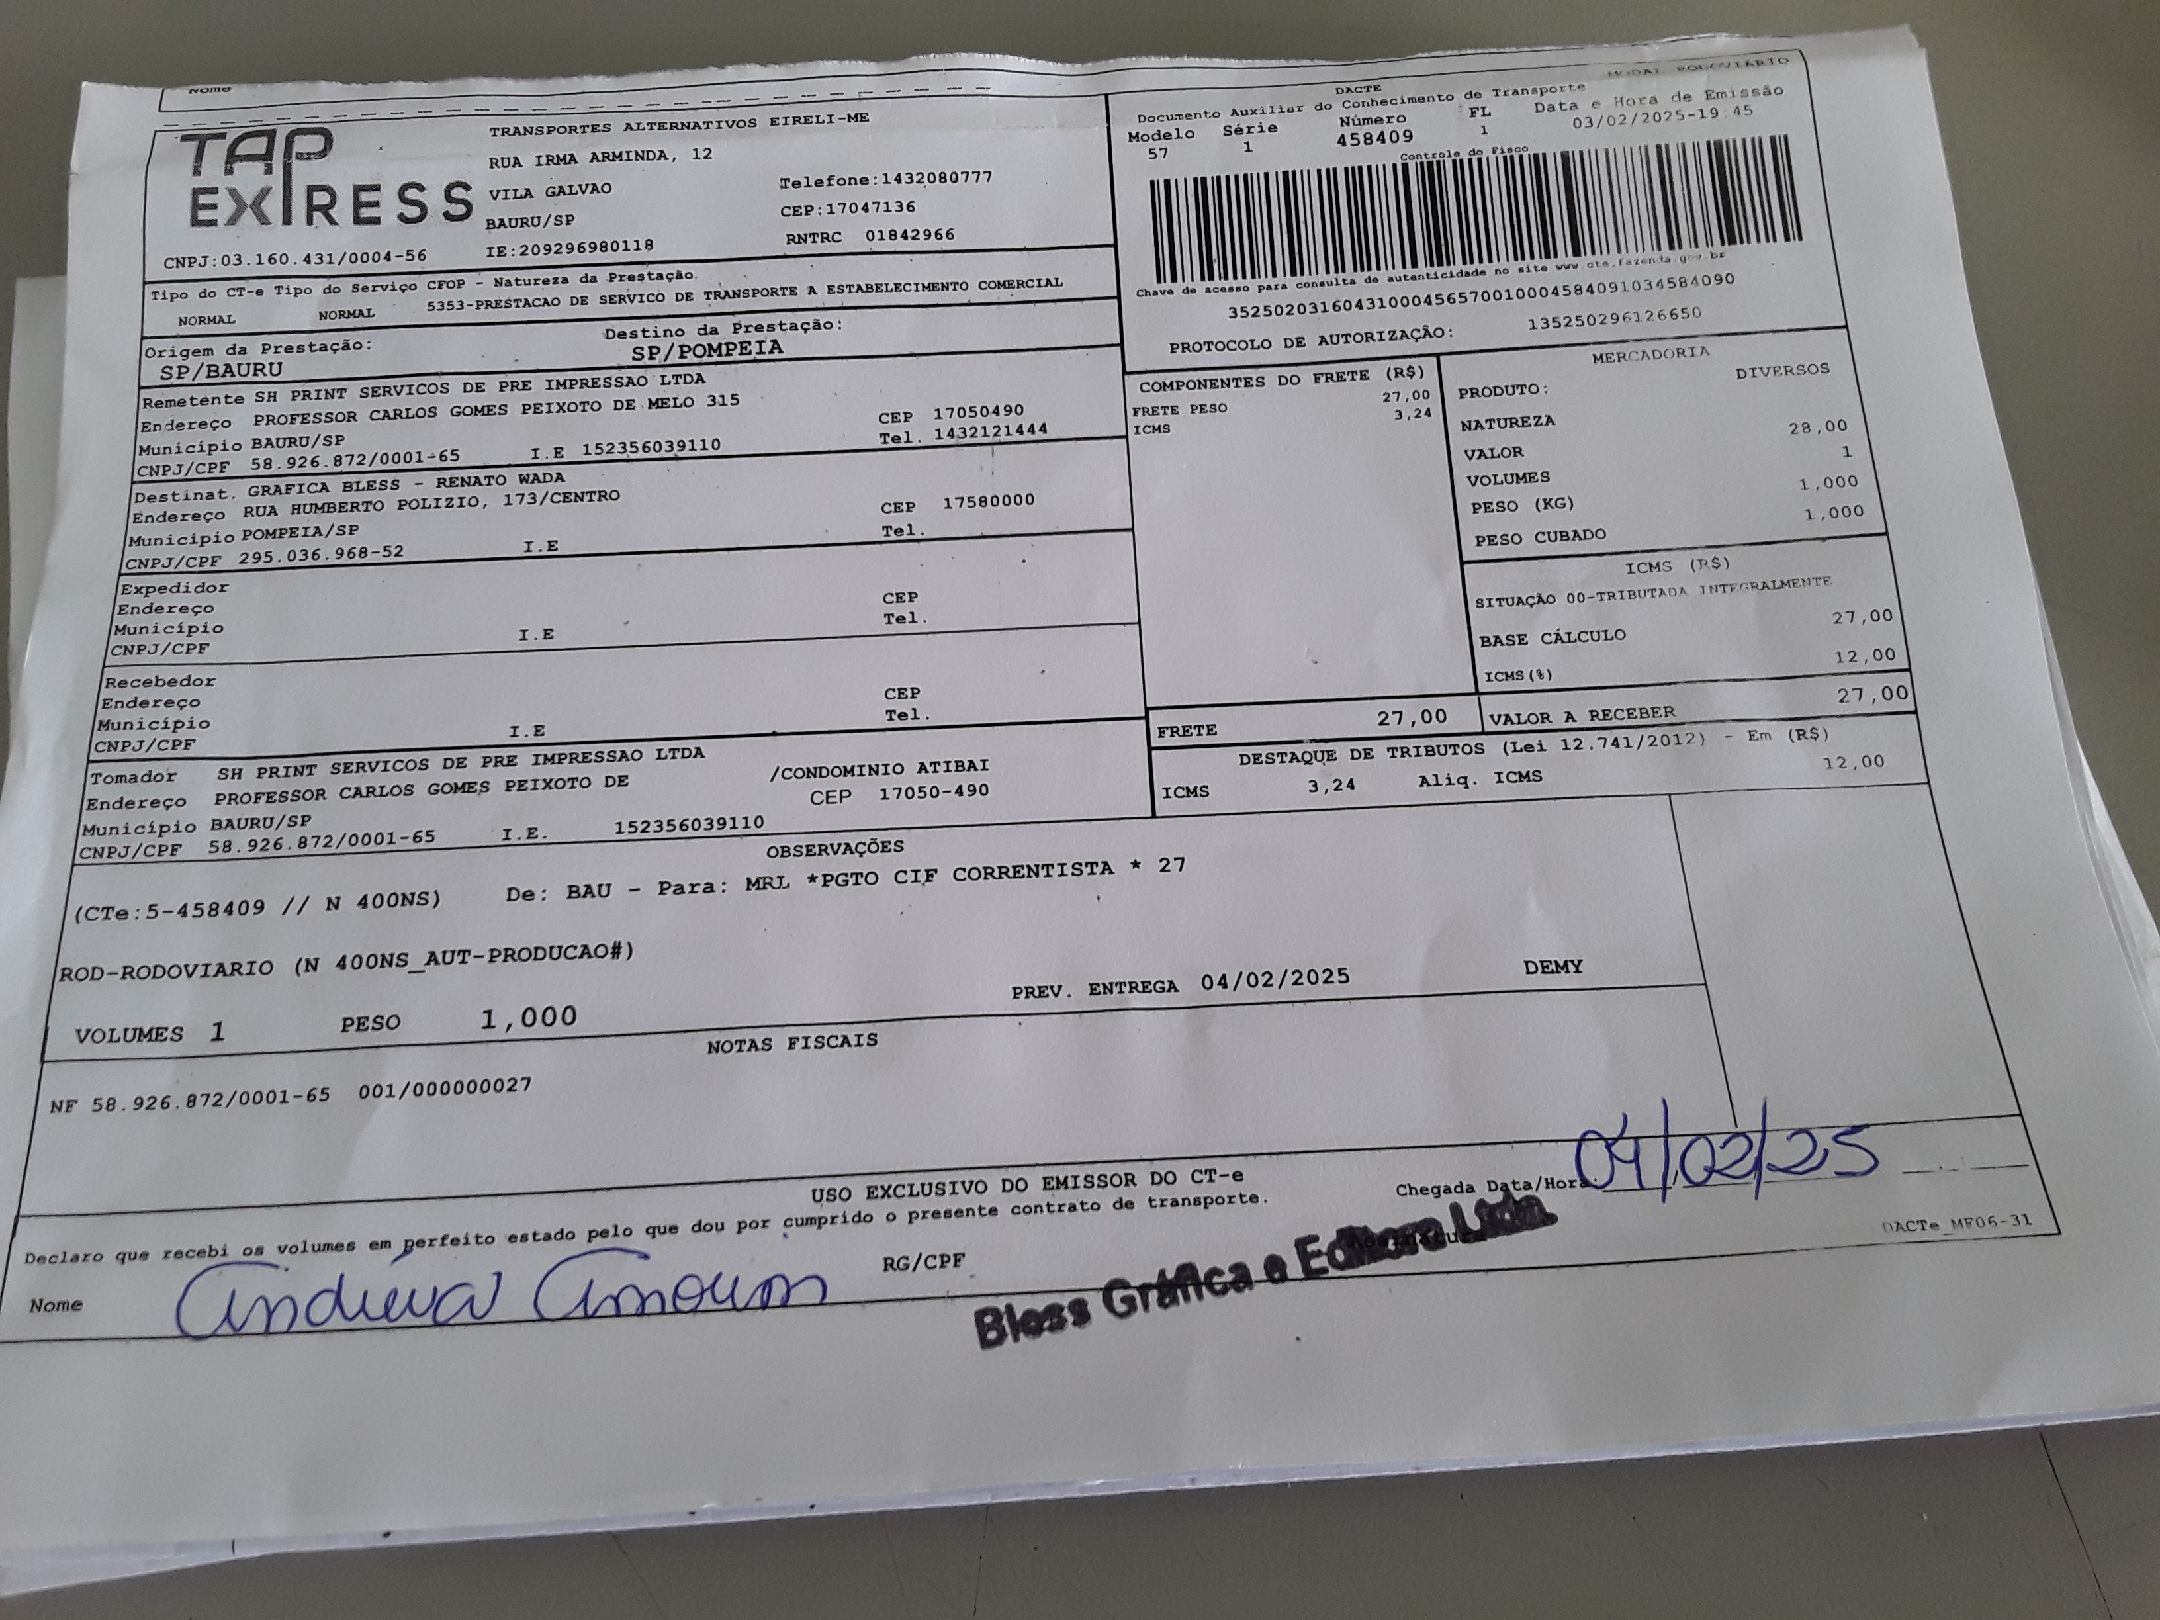 Nome
TAP EXPRESS
TRANSPORTES ALTERNATIVOS EIRELI-ME
RUA IRMA ARMINDA, 12
VILA GALVAO Telefone:1432080777
BAURU/SP CEP:17047136
CNPJ:03.160.431/0004-56 IE:209296980118 RNTRC 01842966
MODAL RODOVIARIO
DACTE
Documento Auxiliar do Conhecimento de Transporte
Modelo Série Número FL Data e Hora de Emissão
57 1 458409 1 03/02/2025-19:45
Controle do Fisco
Chave de acesso para consulta de autenticidade no site www.cte.fazenda.gov.br
35250203160431000456570010004584091034584090
PROTOCOLO DE AUTORIZAÇÃO: 135250296126650
Tipo do CT-e Tipo do Serviço CFOP - Natureza da Prestação
NORMAL NORMAL 5353-PRESTACAO DE SERVICO DE TRANSPORTE A ESTABELECIMENTO COMERCIAL
Origem da Prestação: Destino da Prestação:
SP/BAURU SP/POMPEIA
Remetente SH PRINT SERVICOS DE PRE IMPRESSAO LTDA
Endereço PROFESSOR CARLOS GOMES PEIXOTO DE MELO 315 CEP 17050490
Município BAURU/SP Tel. 1432121444
CNPJ/CPF 58.926.872/0001-65 I.E 152356039110
Destinat. GRAFICA BLESS - RENATO WADA
Endereço RUA HUMBERTO POLIZIO, 173/CENTRO CEP 17580000
Município POMPEIA/SP Tel.
CNPJ/CPF 295.036.968-52 I.E
Expedidor
Endereço CEP
Município Tel.
CNPJ/CPF I.E
Recebedor
Endereço CEP
Município Tel.
CNPJ/CPF I.E
Tomador SH PRINT SERVICOS DE PRE IMPRESSAO LTDA
Endereço PROFESSOR CARLOS GOMES PEIXOTO DE /CONDOMINIO ATIBAI
Município BAURU/SP CEP 17050-490
CNPJ/CPF 58.926.872/0001-65 I.E. 152356039110
COMPONENTES DO FRETE (R$)
FRETE PESO 27,00
ICMS 3,24
MERCADORIA
PRODUTO: DIVERSOS
NATUREZA
VALOR 28,00
VOLUMES 1
PESO (KG) 1,000
PESO CUBADO 1,000
ICMS (R$)
SITUAÇÃO 00-TRIBUTADA INTEGRALMENTE
BASE CÁLCULO 27,00
ICMS(%) 12,00
FRETE 27,00 VALOR A RECEBER 27,00
DESTAQUE DE TRIBUTOS (Lei 12.741/2012) - Em (R$)
ICMS 3,24 Aliq. ICMS 12,00
OBSERVAÇÕES
(CTe:5-458409 // N 400NS) De: BAU - Para: MRL *PGTO CIF CORRENTISTA * 27
ROD-RODOVIARIO (N 400NS_AUT-PRODUCAO#)
VOLUMES 1 PESO 1,000 PREV. ENTREGA 04/02/2025 DEMY
NOTAS FISCAIS
NF 58.926.872/0001-65 001/000000027
USO EXCLUSIVO DO EMISSOR DO CT-e
Declaro que recebi os volumes em perfeito estado pelo que dou por cumprido o presente contrato de transporte.
Chegada Data/Hora: 04/02/25
Nome Andréia Amorim RG/CPF
Bless Gráfica e Editora Ltda
DACTe_MF06-31